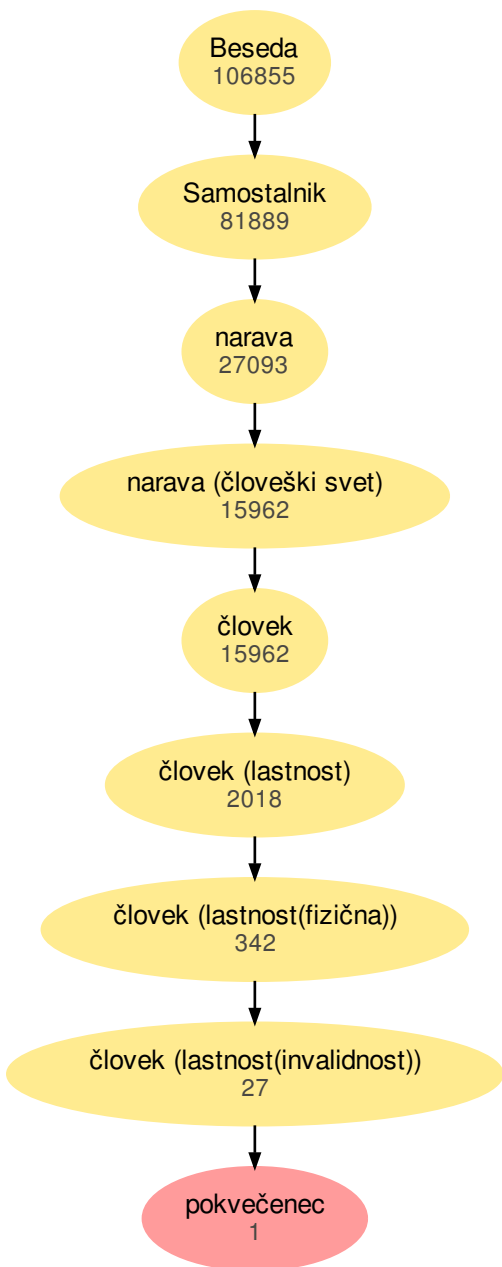 Beseda
106855
Samostalnik
81889
narava
27093
narava (človeški svet)
15962
človek
15962
človek (lastnost)
2018
človek (lastnost(fizična))
342
človek (lastnost(invalidnost))
27
pokvečenec
1